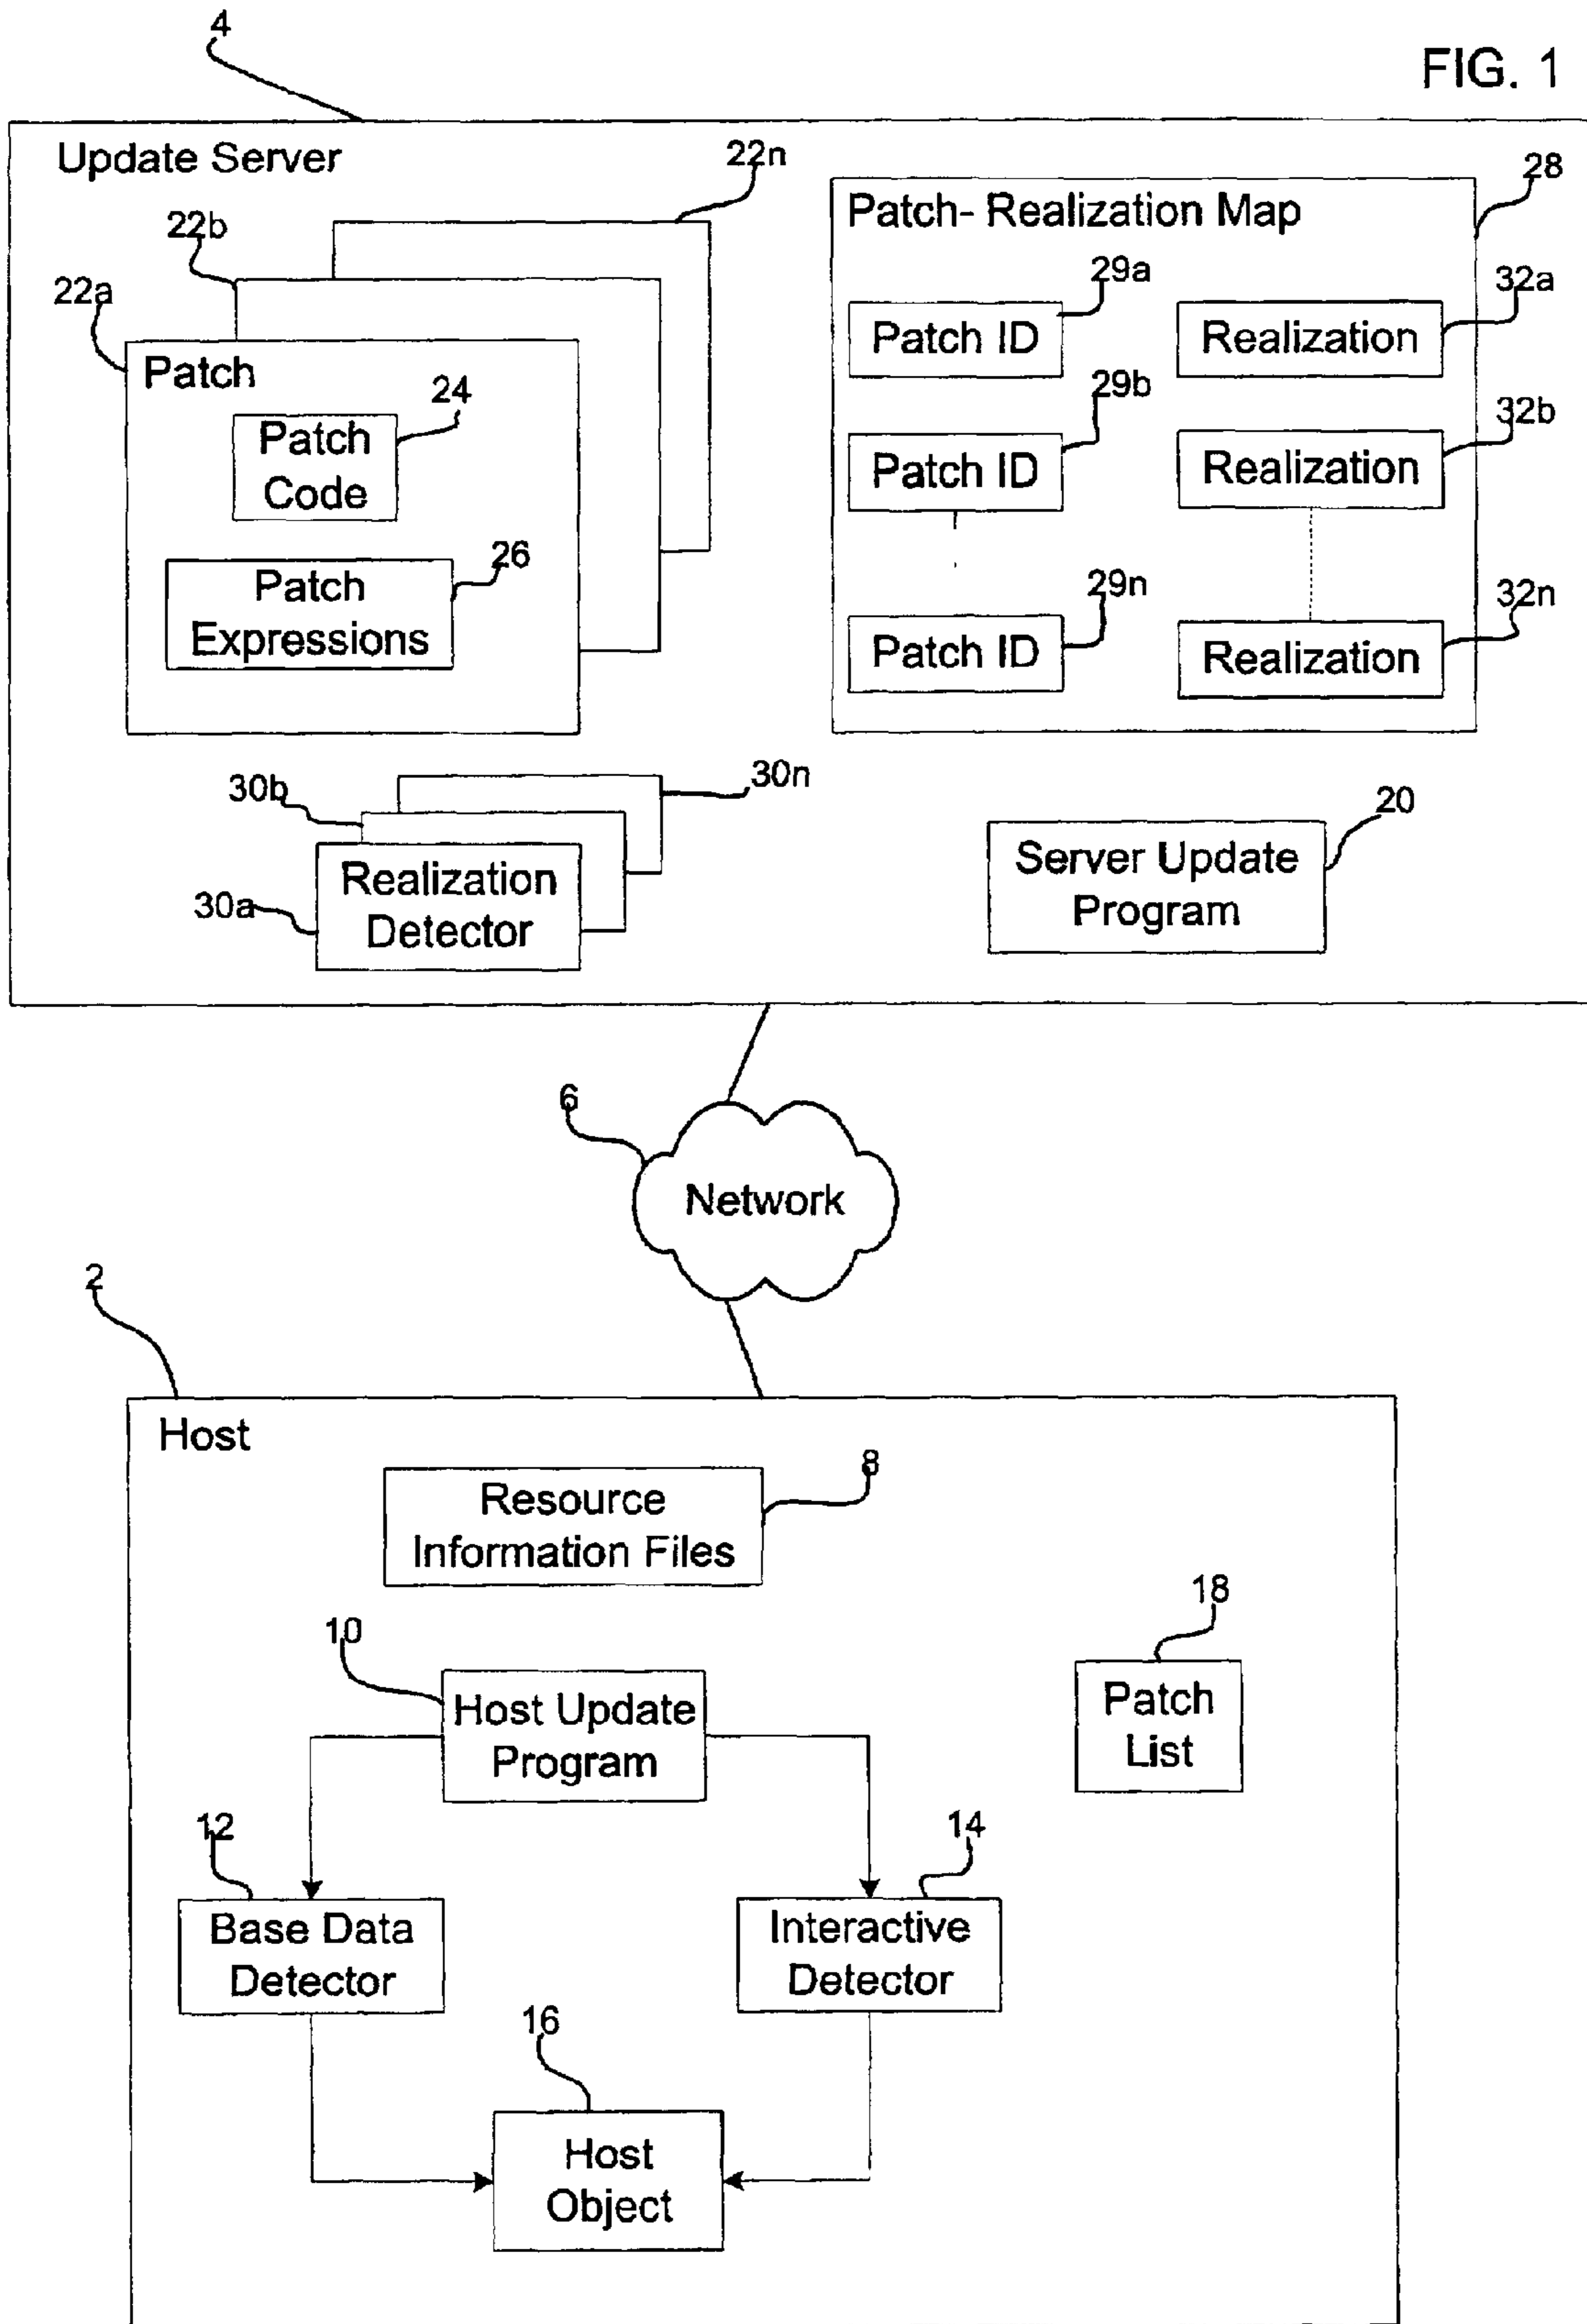 4
FIG. 1
Update Server
22n
28
22b
Patch- Realization Map
22a
29a
32a
Patch ID
Realization
Patch
24
29b
32b
Patch
Code
Patch ID
Realization
26
29n
32n
Patch
Expressions
Patch ID
Realization
30b
30n
20
30a
Realization
Detector
Server Update
Program
6
Network
2
Host
8
Resource
Information Files
18
10
Patch
List
Host Update
Program
12
14
Base Data
Detector
Interactive
Detector
16
Host
Object